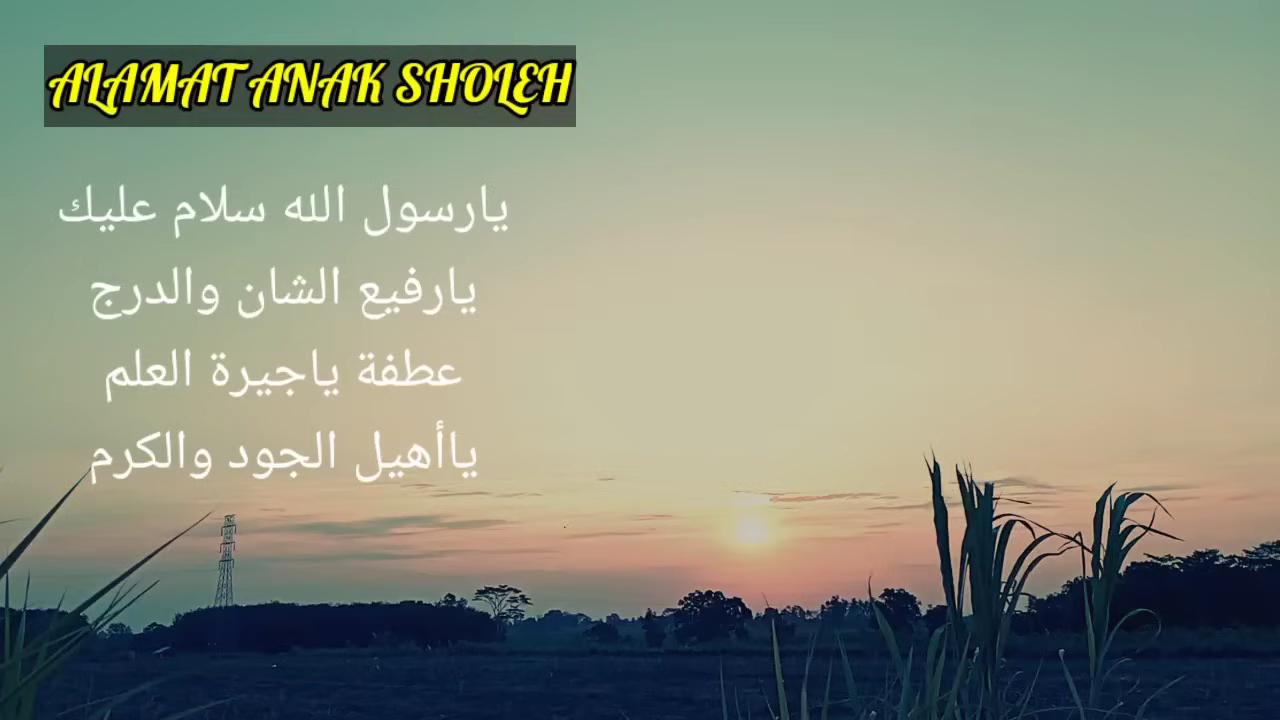 ALAMAT ANAK SHOLEH
يارسول الله سلام عليك
يارفيع الشان والدرج
عطفة ياجيرة العلم
ياأهيل الجود والكرم